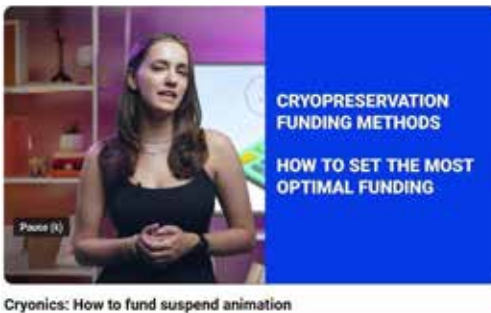 CRYOPRESERVATION
FUNDING METHODS
HOW TO SET THE MOST
OPTIMAL FUNDING
Pause (k)
Cryonics: How to fund suspend animation